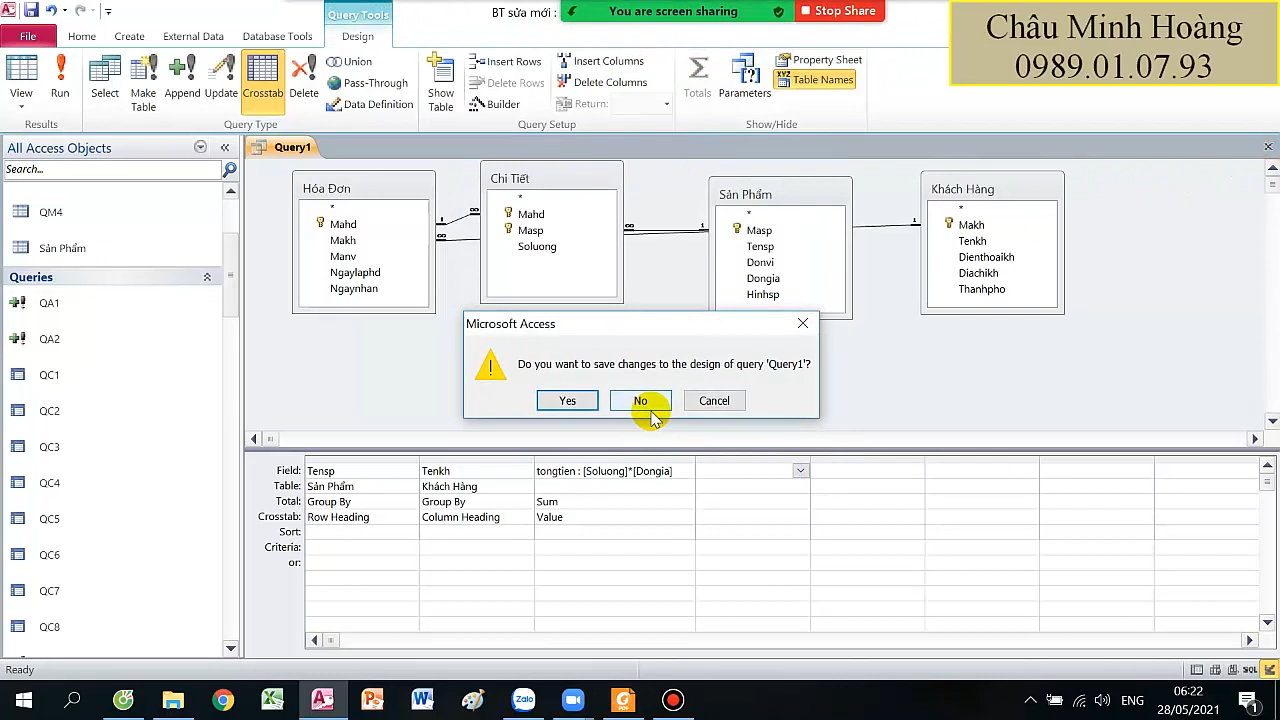 Query Tools
BT sửa mới :
You are screen sharing
Stop Share
Châu Minh Hoàng
0989.01.07.93
File
Home
Create
External Data
Database Tools
Design
View
Run
Select
Make
Table
Append
Update
Crosstab
Delete
Union
Pass-Through
Data Definition
Show
Table
Insert Rows
Delete Rows
Builder
Insert Columns
Delete Columns
Return:
Totals
Parameters
Property Sheet
XYZ Table Names
Results
Query Type
Query Setup
Show/Hide
All Access Objects
Search...
QM4
Sản Phẩm
Queries
QA1
QA2
QC1
QC2
QC3
QC4
QC5
QC6
QC7
QC8
Query1
Hóa Đơn
*
Mahd
Makh
Manv
Ngaylaphd
Ngaynhan
Chi Tiết
*
Mahd
Masp
Soluong
Sản Phẩm
*
Masp
Tensp
Donvi
Dongia
Hinhsp
Khách Hàng
*
Makh
Tenkh
Dienthoaikh
Diachikh
Thanhpho
1
∞
∞
∞
1
1
Microsoft Access
Do you want to save changes to the design of query 'Query1'?
Yes
No
Cancel
Field: Tensp Tenkh tongtien : [Soluong]*[Dongia]
Table: Sản Phẩm Khách Hàng
Total: Group By Group By Sum
Crosstab: Row Heading Column Heading Value
Sort:
Criteria:
or:
Ready
SQL
Zalo
PDF
ENG
06:22
28/05/2021
1